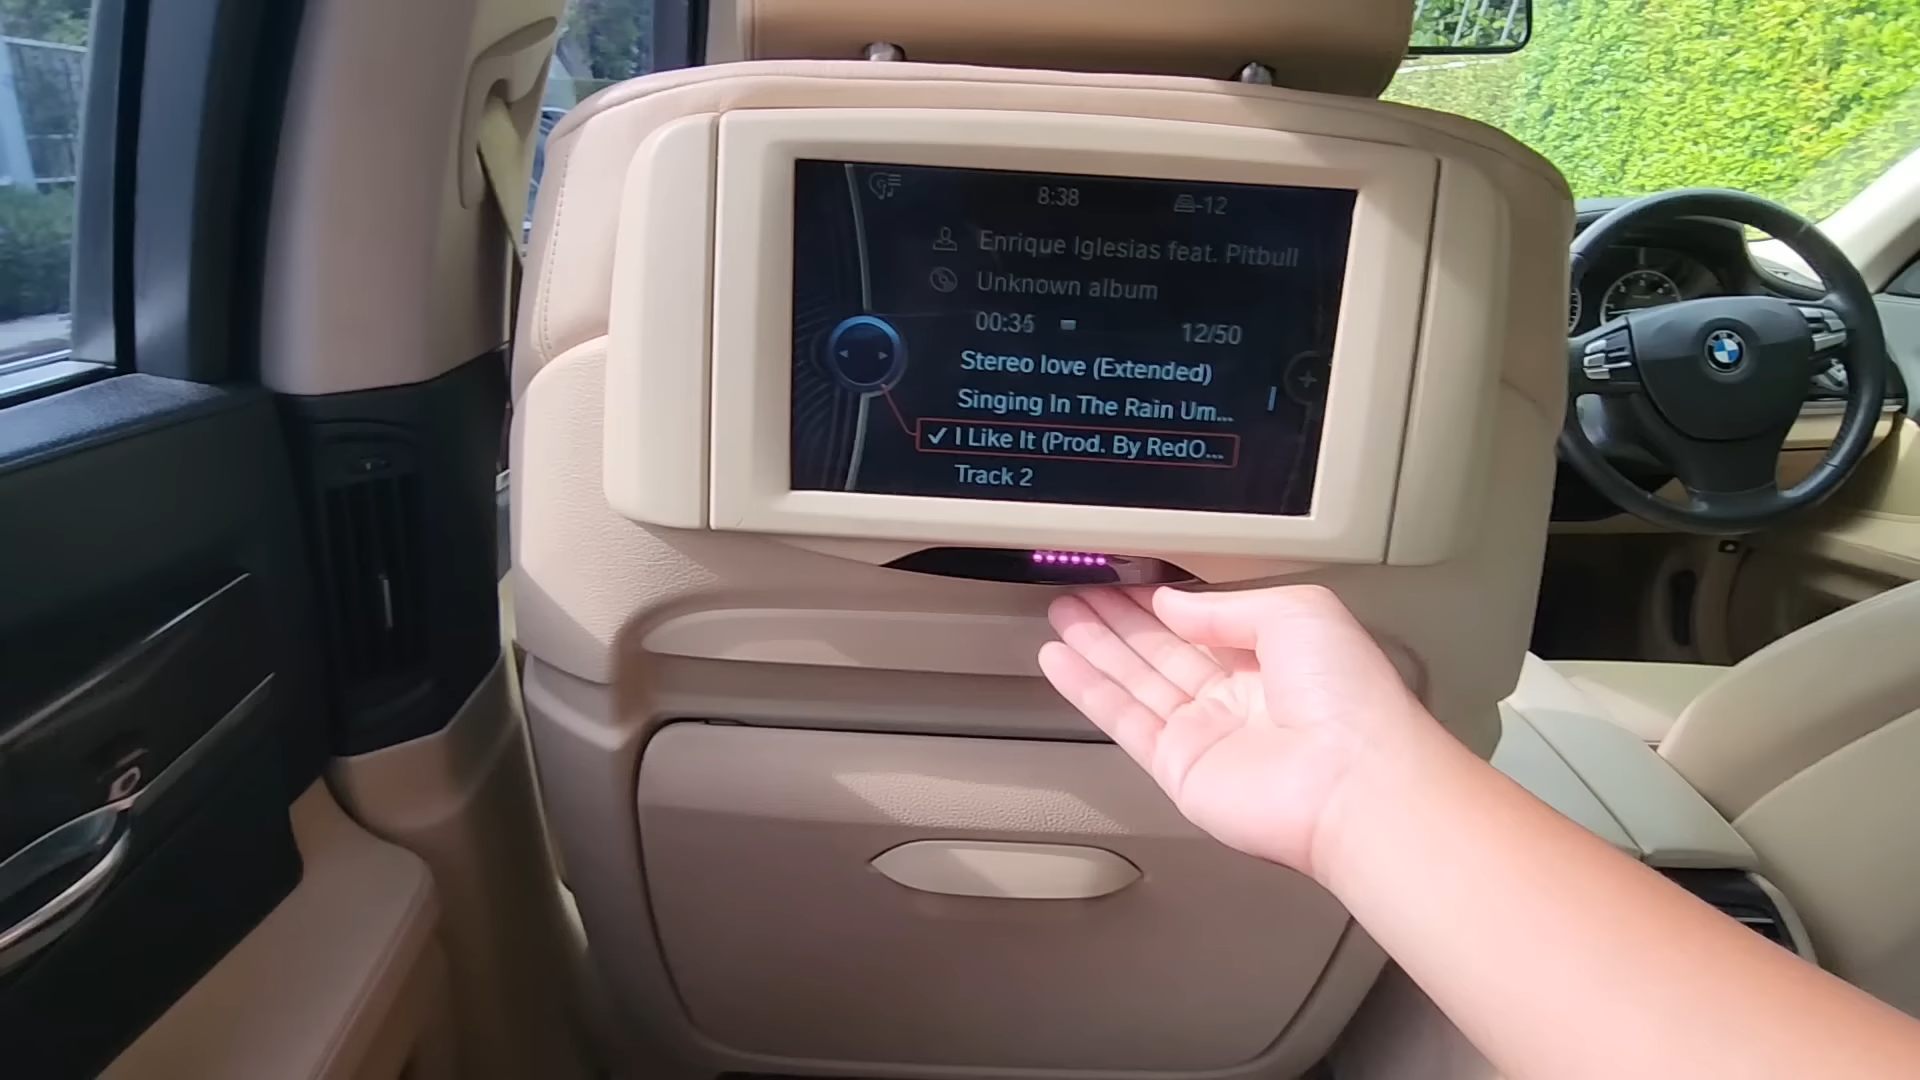 8:38
-12
Enrique Iglesias feat. Pitbull
Unknown album
00:35 12/50
Stereo love (Extended)
Singing In The Rain Um...
✓ I Like It (Prod. By RedO...
Track 2